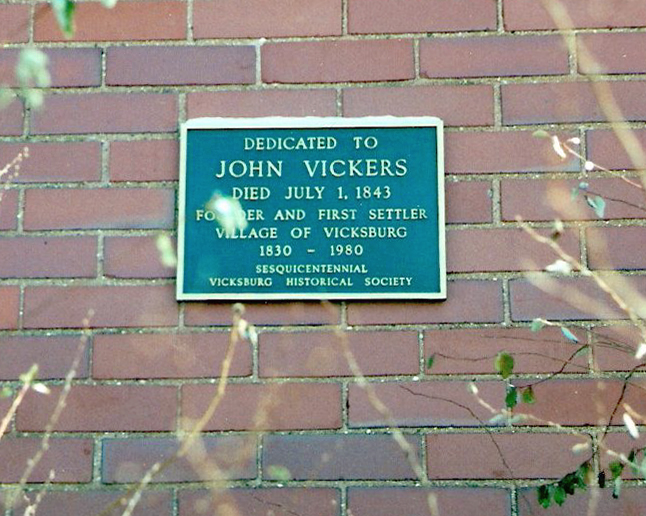 DEDICATED TO
JOHN VICKERS
DIED JULY 1, 1843
FOUNDER AND FIRST SETTLER
VILLAGE OF VICKSBURG
1830 - 1980
SESQUICENTENNIAL
VICKSBURG HISTORICAL SOCIETY